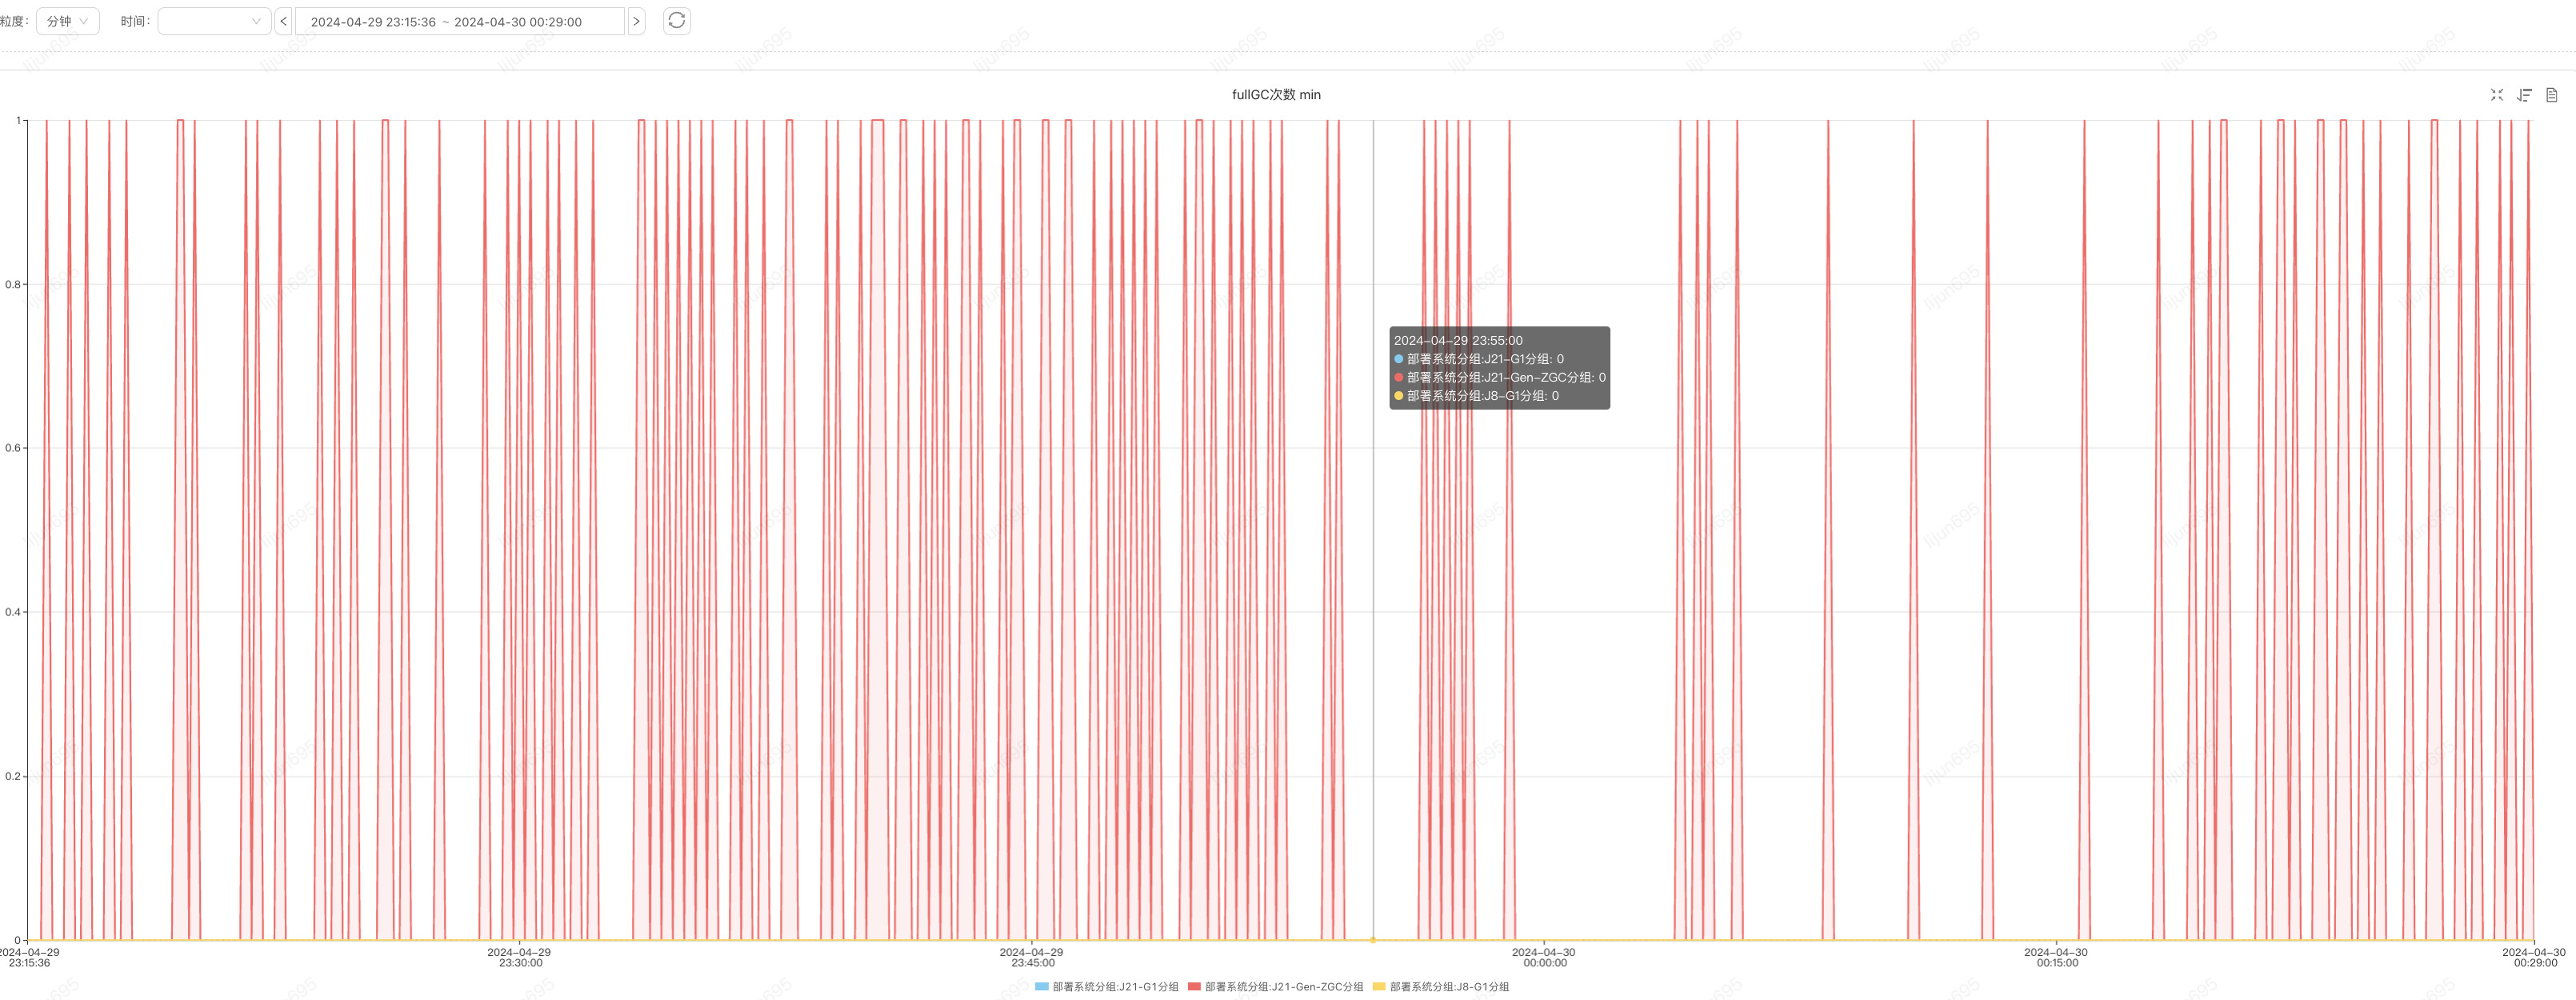 粒度: 分钟 时间: 2024-04-29 23:15:36 ~ 2024-04-30 00:29:00
fullGC次数 min
1
0.8
0.6
0.4
0.2
0
2024-04-29 23:55:00
部署系统分组:J21-G1分组: 0
部署系统分组:J21-Gen-ZGC分组: 0
部署系统分组:J8-G1分组: 0
2024-04-29 2024-04-29 2024-04-29 2024-04-30 2024-04-30 2024-04-30
23:15:36 23:30:00 23:45:00 00:00:00 00:15:00 00:29:00
部署系统分组:J21-G1分组 部署系统分组:J21-Gen-ZGC分组 部署系统分组:J8-G1分组
lijun695